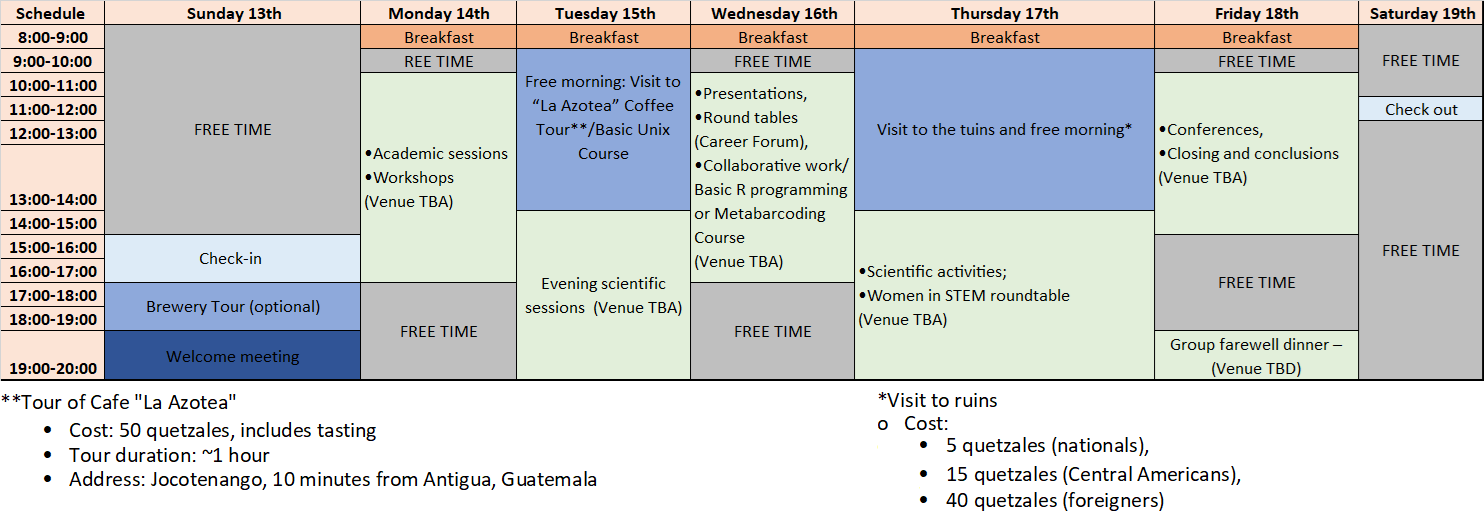 Schedule Sunday 13th Monday 14th Tuesday 15th Wednesday 16th Thursday 17th Friday 18th Saturday 19th
8:00-9:00
9:00-10:00
10:00-11:00
11:00-12:00
12:00-13:00
13:00-14:00
14:00-15:00
15:00-16:00
16:00-17:00
17:00-18:00
18:00-19:00
19:00-20:00
FREE TIME
Check-in
Brewery Tour (optional)
Welcome meeting
Breakfast
REE TIME
•Academic sessions
•Workshops
(Venue TBA)
FREE TIME
Breakfast
Free morning: Visit to
“La Azotea” Coffee
Tour**/Basic Unix
Course
Evening scientific
sessions (Venue TBA)
Breakfast
FREE TIME
•Presentations,
•Round tables
(Career Forum),
•Collaborative work/
Basic R programming
or Metabarcoding
Course
(Venue TBA)
FREE TIME
Breakfast
Visit to the tuins and free morning*
•Scientific activities;
•Women in STEM roundtable
(Venue TBA)
Breakfast
FREE TIME
•Conferences,
•Closing and conclusions
(Venue TBA)
FREE TIME
Group farewell dinner –
(Venue TBD)
FREE TIME
Check out
FREE TIME
**Tour of Cafe "La Azotea"
• Cost: 50 quetzales, includes tasting
• Tour duration: ~1 hour
• Address: Jocotenango, 10 minutes from Antigua, Guatemala
*Visit to ruins
o Cost:
▪ 5 quetzales (nationals),
▪ 15 quetzales (Central Americans),
▪ 40 quetzales (foreigners)